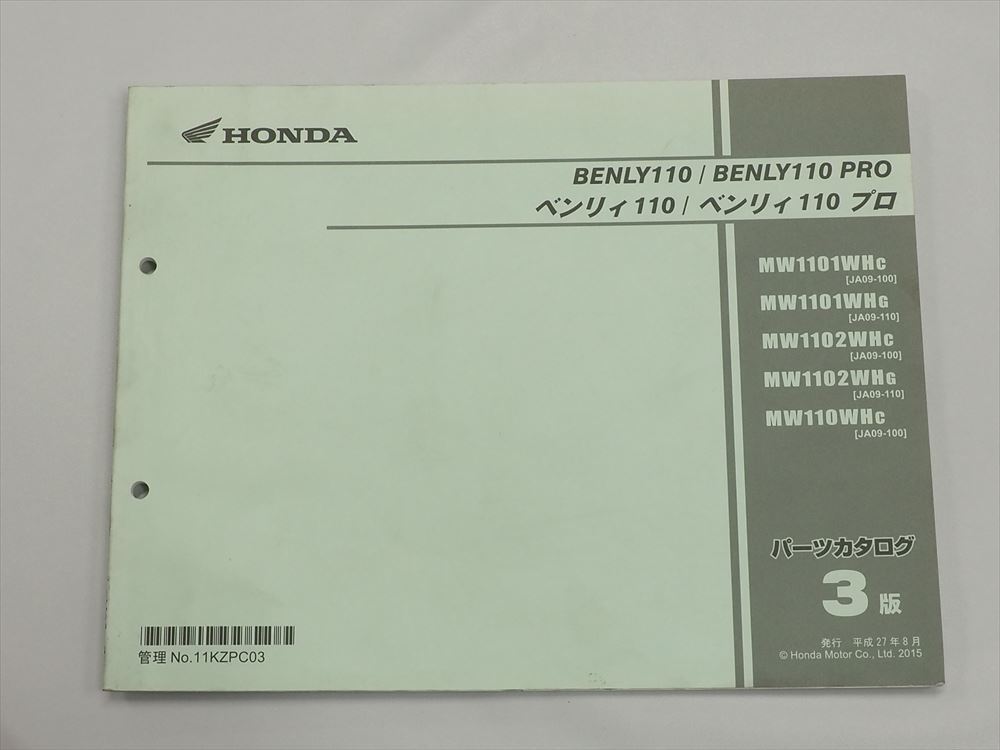 HONDA
BENLY110 / BENLY110 PRO
ベンリィ110 / ベンリィ110 プロ
MW1101WHC
[JA09-100]
MW1101WHG
[JA09-110]
MW1102WHC
[JA09-100]
MW1102WHG
[JA09-110]
MW110WHC
[JA09-100]
パーツカタログ
3版
発行 平成27年8月
© Honda Motor Co., Ltd. 2015
管理 No.11KZPC03